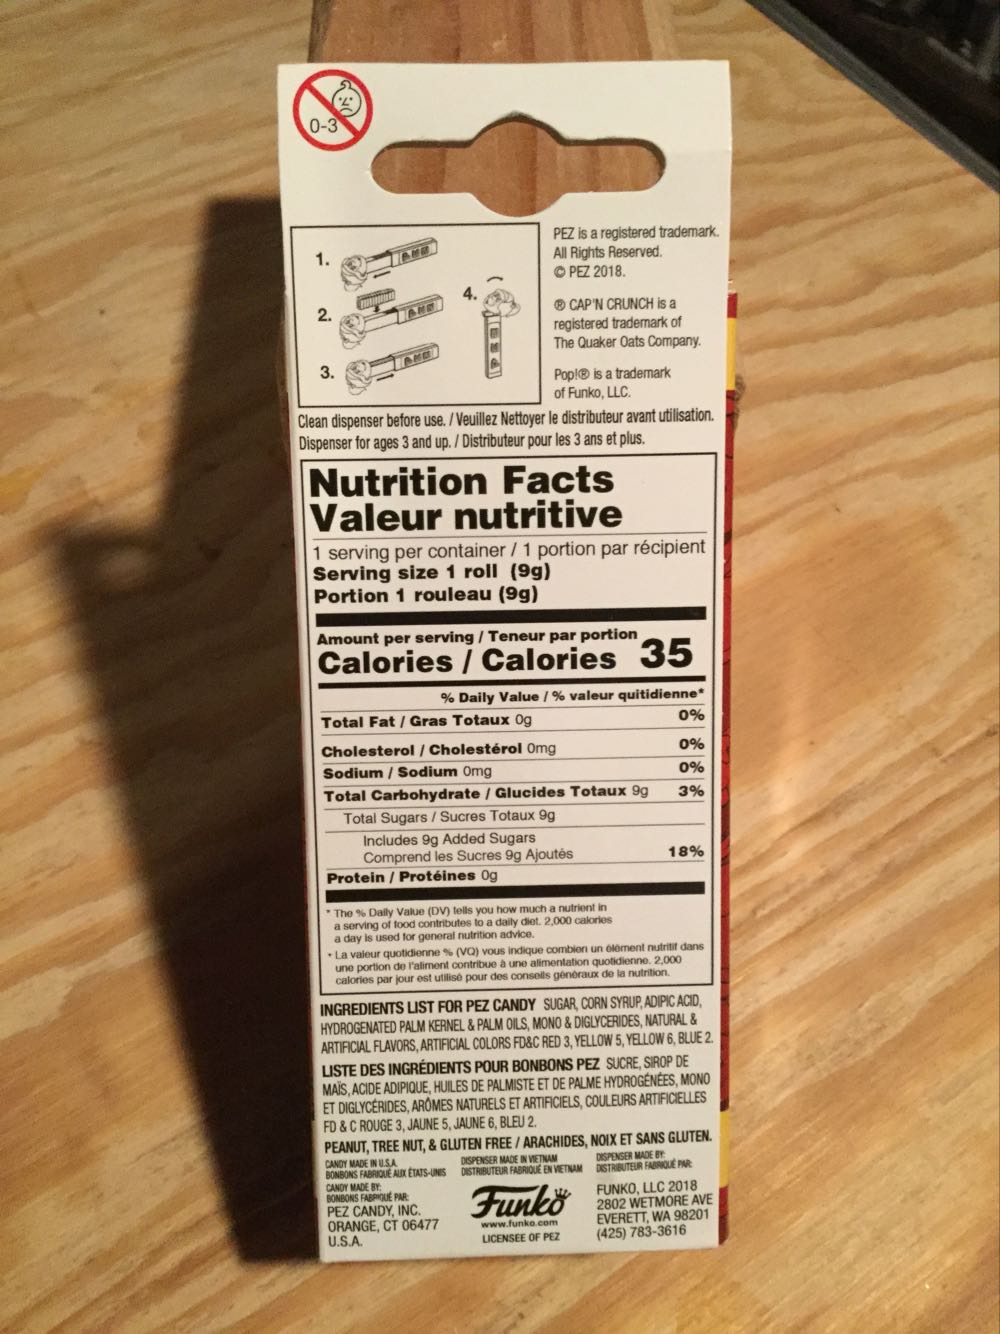 0-3
1.
2.
3.
4.
PEZ is a registered trademark.
All Rights Reserved.
© PEZ 2018.
® CAP'N CRUNCH is a
registered trademark of
The Quaker Oats Company.
Pop!® is a trademark
of Funko, LLC.
Clean dispenser before use. / Veuillez Nettoyer le distributeur avant utilisation.
Dispenser for ages 3 and up. / Distributeur pour les 3 ans et plus.
Nutrition Facts
Valeur nutritive
1 serving per container / 1 portion par récipient
Serving size 1 roll (9g)
Portion 1 rouleau (9g)
Amount per serving / Teneur par portion
Calories / Calories 35
% Daily Value / % valeur quitidienne*
Total Fat / Gras Totaux 0g 0%
Cholesterol / Cholestérol 0mg 0%
Sodium / Sodium 0mg 0%
Total Carbohydrate / Glucides Totaux 9g 3%
Total Sugars / Sucres Totaux 9g
Includes 9g Added Sugars
Comprend les Sucres 9g Ajoutés 18%
Protein / Protéines 0g
* The % Daily Value (DV) tells you how much a nutrient in
a serving of food contributes to a daily diet. 2,000 calories
a day is used for general nutrition advice.
* La valeur quotidienne % (VQ) vous indique combien un élément nutritif dans
une portion de l'aliment contribue à une alimentation quotidienne. 2,000
calories par jour est utilisé pour des conseils généraux de la nutrition.
INGREDIENTS LIST FOR PEZ CANDY SUGAR, CORN SYRUP, ADIPIC ACID,
HYDROGENATED PALM KERNEL & PALM OILS, MONO & DIGLYCERIDES, NATURAL &
ARTIFICIAL FLAVORS, ARTIFICIAL COLORS FD&C RED 3, YELLOW 5, YELLOW 6, BLUE 2.
LISTE DES INGRÉDIENTS POUR BONBONS PEZ SUCRE, SIROP DE
MAÏS, ACIDE ADIPIQUE, HUILES DE PALMISTE ET DE PALME HYDROGÉNÉES, MONO
ET DIGLYCÉRIDES, ARÔMES NATURELS ET ARTIFICIELS, COULEURS ARTIFICIELLES
FD & C ROUGE 3, JAUNE 5, JAUNE 6, BLEU 2.
PEANUT, TREE NUT, & GLUTEN FREE / ARACHIDES, NOIX ET SANS GLUTEN.
CANDY MADE IN U.S.A.
BONBONS FABRIQUÉ AUX ÉTATS-UNIS
CANDY MADE BY:
BONBONS FABRIQUÉ PAR:
PEZ CANDY, INC.
ORANGE, CT 06477
U.S.A.
DISPENSER MADE IN VIETNAM
DISTRIBUTEUR FABRIQUÉ EN VIETNAM
Funko
www.funko.com
LICENSEE OF PEZ
DISPENSER MADE BY:
DISTRIBUTEUR FABRIQUÉ PAR:
FUNKO, LLC 2018
2802 WETMORE AVE
EVERETT, WA 98201
(425) 783-3616